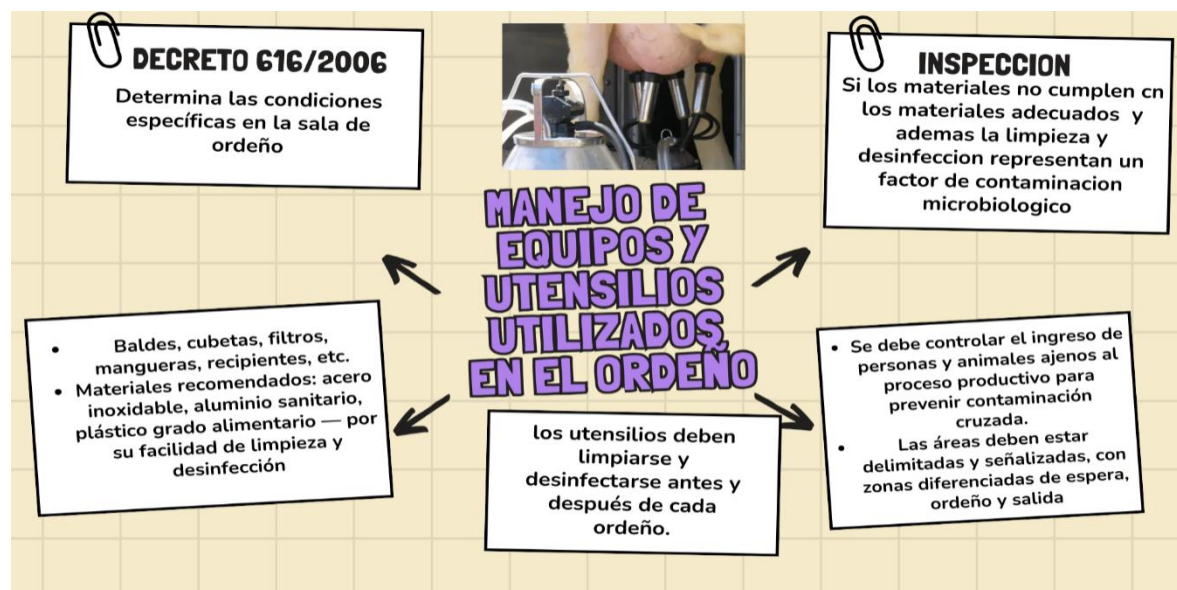 DECRETO 616/2006
Determina las condiciones
específicas en la sala de
ordeño
INSPECCION
Si los materiales no cumplen cn
los materiales adecuados y
ademas la limpieza y
desinfeccion representan un
factor de contaminacion
microbiologico
MANEJO DE
EQUIPOS Y
UTENSILIOS
UTILIZADOS
EN EL ORDEÑO
• Baldes, cubetas, filtros,
mangueras, recipientes, etc.
• Materiales recomendados: acero
inoxidable, aluminio sanitario,
plástico grado alimentario — por
su facilidad de limpieza y
desinfección
los utensilios deben
limpiarse y
desinfectarse antes y
después de cada
ordeño.
• Se debe controlar el ingreso de
personas y animales ajenos al
proceso productivo para
prevenir contaminación
cruzada.
• Las áreas deben estar
delimitadas y señalizadas, con
zonas diferenciadas de espera,
ordeño y salida